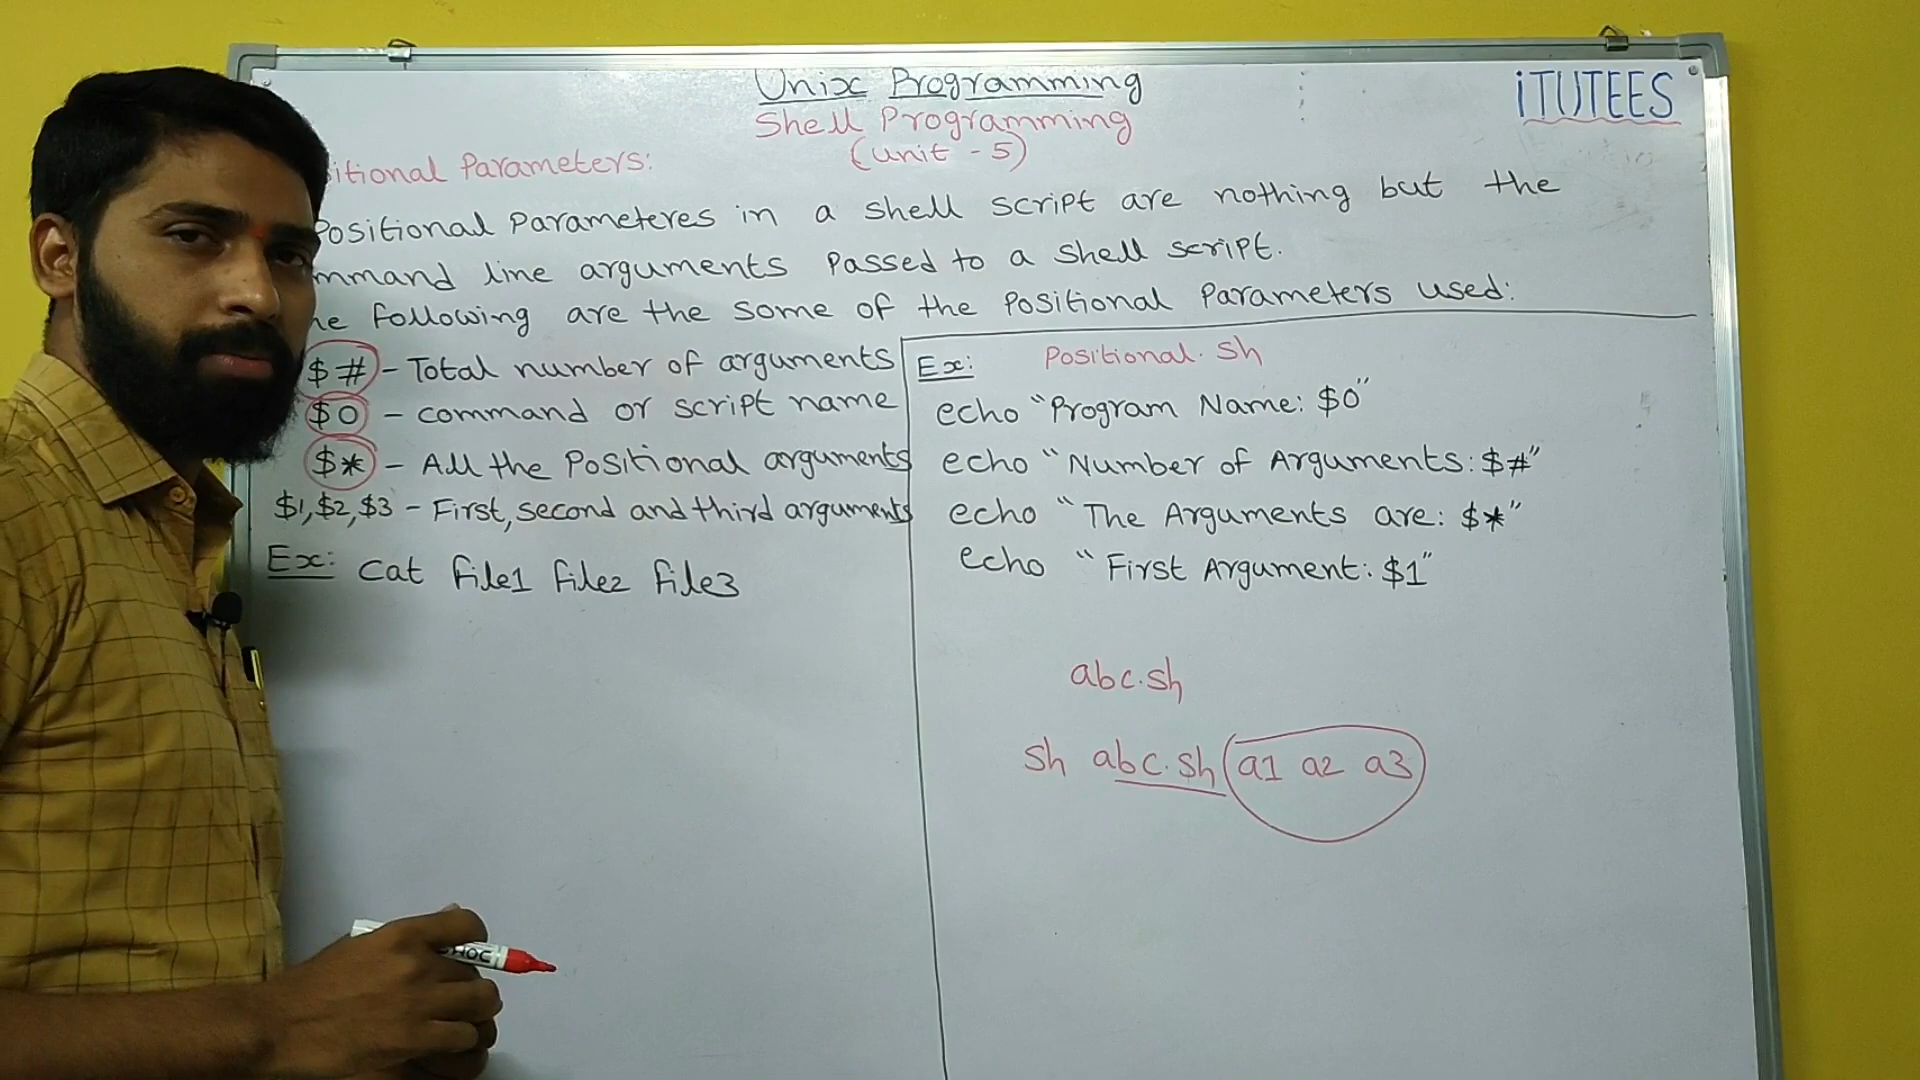 Unix Programming
iTUTEES
Shell Programming
(Unit - 5)
itional Parameters:
Positional Parameteres in a shell script are nothing but the
mmand line arguments passed to a shell script.
he following are the some of the Positional Parameters used:
$# - Total number of arguments
$0 - command or script name
$* - All the Positional arguments
$1, $2, $3 - First, second and third arguments
Ex: cat file1 file2 file3
Ex: Positional.sh
echo "Program Name: $0"
echo "Number of Arguments: $#"
echo "The Arguments are: $*"
echo "First Argument: $1"
abc.sh
sh abc.sh a1 a2 a3